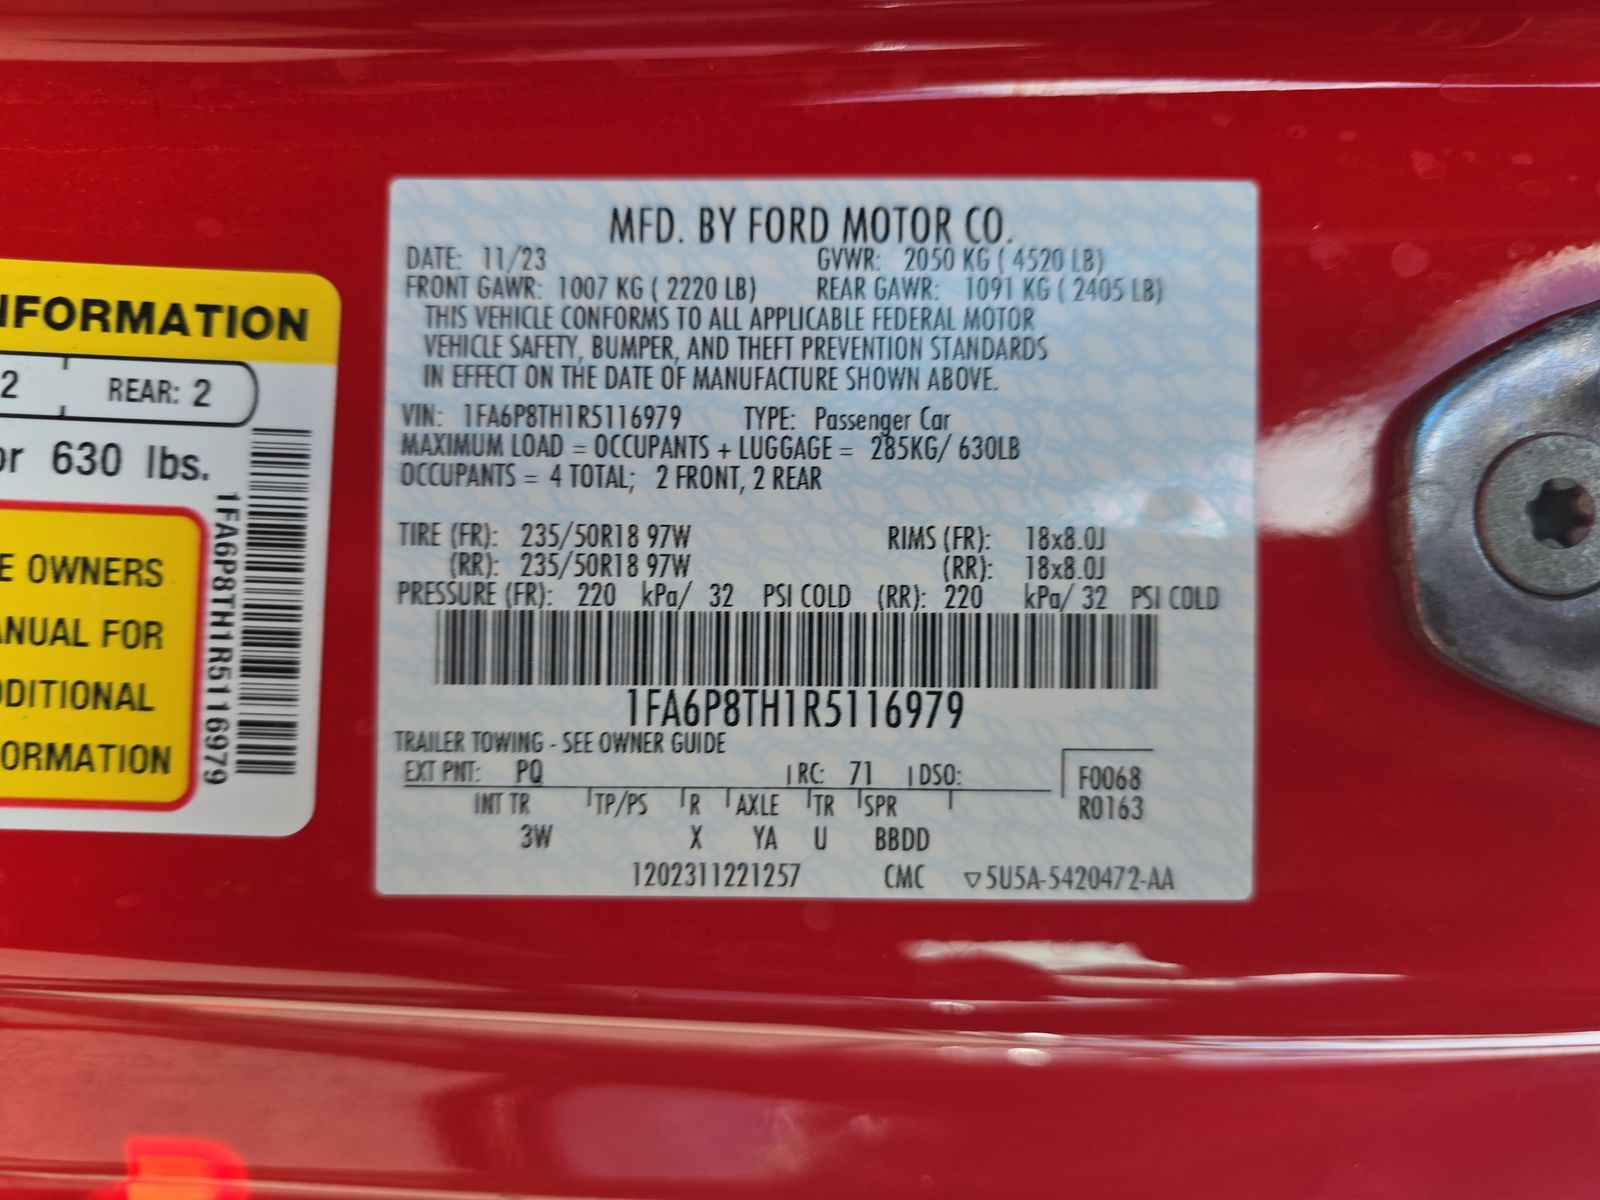 NFORMATION
2 REAR: 2
or 630 lbs.
E OWNERS
ANUAL FOR
DDITIONAL
ORMATION
1FA6P8TH1R5116979
MFD. BY FORD MOTOR CO.
DATE: 11/23 GVWR: 2050 KG ( 4520 LB)
FRONT GAWR: 1007 KG ( 2220 LB) REAR GAWR: 1091 KG ( 2405 LB)
THIS VEHICLE CONFORMS TO ALL APPLICABLE FEDERAL MOTOR
VEHICLE SAFETY, BUMPER, AND THEFT PREVENTION STANDARDS
IN EFFECT ON THE DATE OF MANUFACTURE SHOWN ABOVE.
VIN: 1FA6P8TH1R5116979 TYPE: Passenger Car
MAXIMUM LOAD = OCCUPANTS + LUGGAGE = 285KG/ 630LB
OCCUPANTS = 4 TOTAL; 2 FRONT, 2 REAR
TIRE (FR): 235/50R18 97W RIMS (FR): 18x8.0J
(RR): 235/50R18 97W (RR): 18x8.0J
PRESSURE (FR): 220 kPa/ 32 PSI COLD (RR): 220 kPa/ 32 PSI COLD
1FA6P8TH1R5116979
TRAILER TOWING - SEE OWNER GUIDE
EXT PNT: PQ RC: 71 DSO: F0068
R0163
INT TR TP/PS R AXLE TR SPR
3W X YA U BBDD
1202311221257 CMC ▽5U5A-5420472-AA